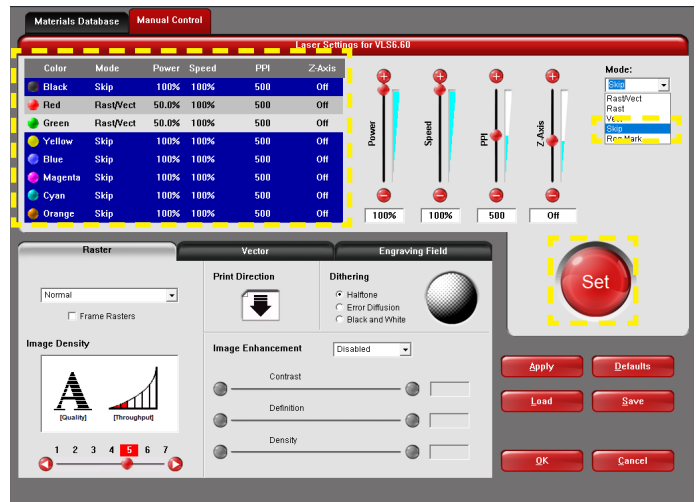 Materials Database Manual Control
Laser Settings for VLS6.60
Color Mode Power Speed PPI Z-Axis
Black Skip 100% 100% 500 Off
Red Rast/Vect 50.0% 100% 500 Off
Green Rast/Vect 50.0% 100% 500 Off
Yellow Skip 100% 100% 500 Off
Blue Skip 100% 100% 500 Off
Magenta Skip 100% 100% 500 Off
Cyan Skip 100% 100% 500 Off
Orange Skip 100% 100% 500 Off
Power
100%
Speed
100%
PPI
500
Z-Axis
Off
Mode:
Skip
Rast/Vect
Rast
Vect
Skip
Reg Mark
Set
Raster Vector Engraving Field
Normal
Frame Rasters
Image Density
A
[Quality] [Throughput]
1 2 3 4 5 6 7
Print Direction
Dithering
Halftone
Error Diffusion
Black and White
Image Enhancement Disabled
Contrast
Definition
Density
Apply Defaults
Load Save
OK Cancel